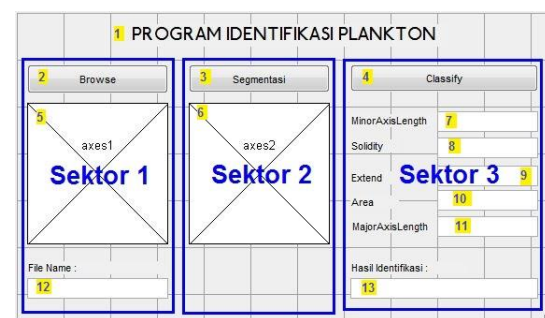 1 PROGRAM IDENTIFIKASI PLANKTON
2 Browse
3 Segmentasi
4 Classify
5
axes1
Sektor 1
6
axes2
Sektor 2
MinorAxisLength 7
Solidity 8
Extend 9
Sektor 3
Area 10
MajorAxisLength 11
File Name :
12
Hasil Identifikasi :
13